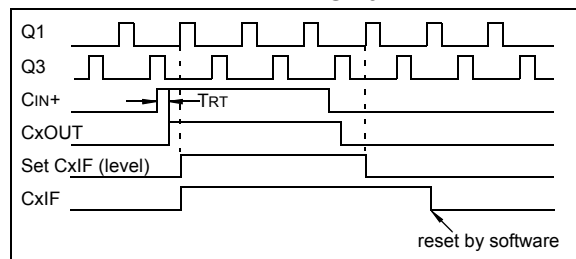 Q1
Q3
CIN+
TRT
CxOUT
Set CxIF (level)
CxIF
reset by software